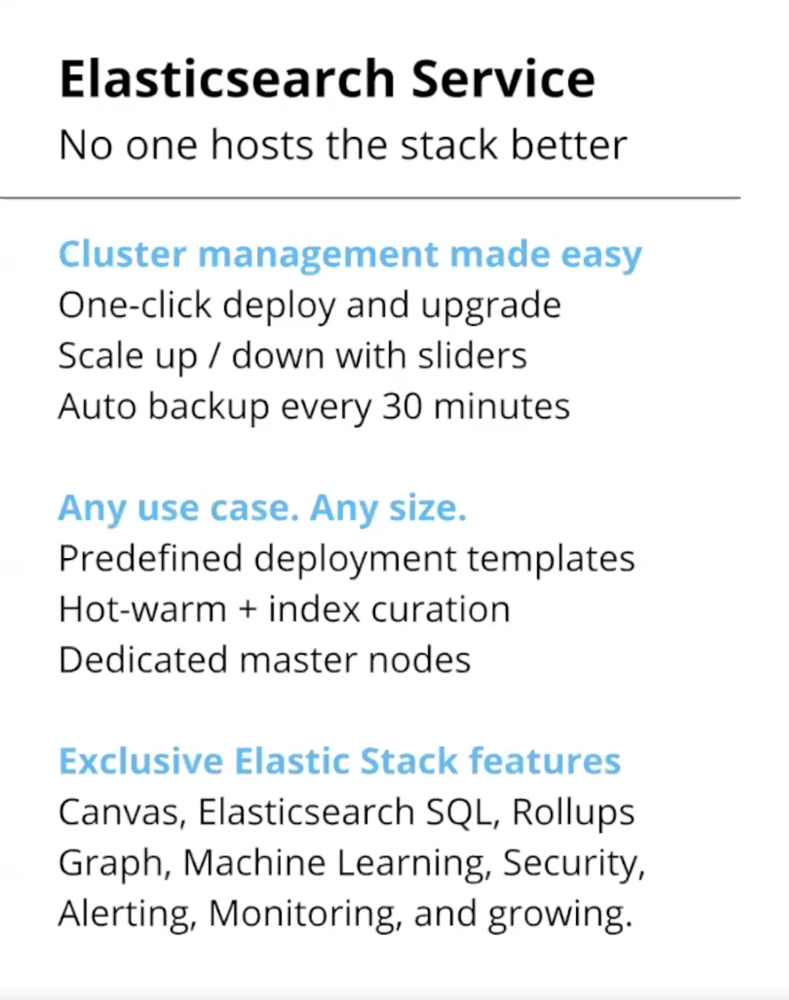 Elasticsearch Service
No one hosts the stack better
Cluster management made easy
One-click deploy and upgrade
Scale up / down with sliders
Auto backup every 30 minutes
Any use case. Any size.
Predefined deployment templates
Hot-warm + index curation
Dedicated master nodes
Exclusive Elastic Stack features
Canvas, Elasticsearch SQL, Rollups
Graph, Machine Learning, Security,
Alerting, Monitoring, and growing.